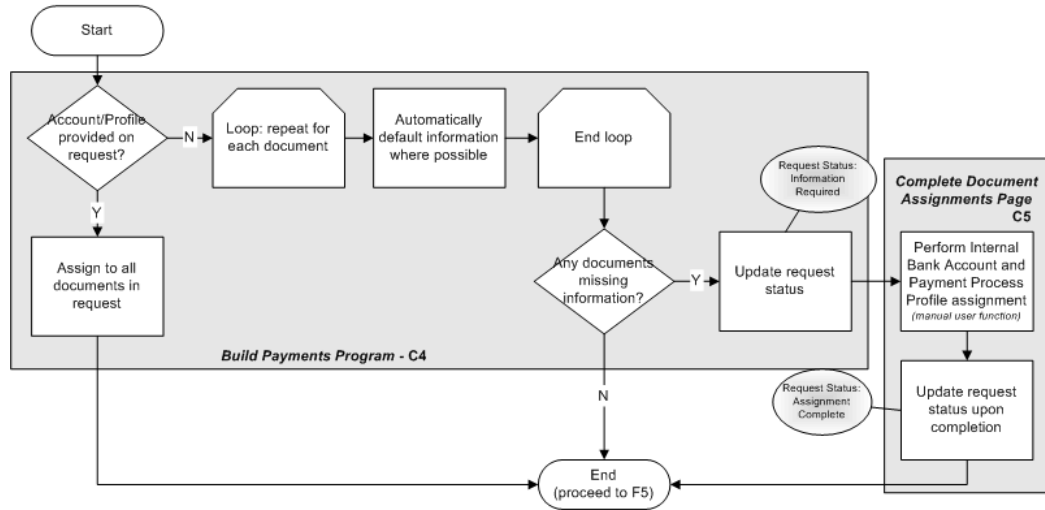 Start
Account/Profile
provided on
request?
N
Loop: repeat for
each document
Automatically
default information
where possible
End loop
Request Status:
Information
Required
Complete Document
Assignments Page
C5
Y
Assign to all
documents in
request
Any documents
missing
information?
Y
Update request
status
Perform Internal
Bank Account and
Payment Process
Profile assignment
(manual user function)
Build Payments Program - C4
N
Request Status:
Assignment
Complete
Update request
status upon
completion
End
(proceed to F5)